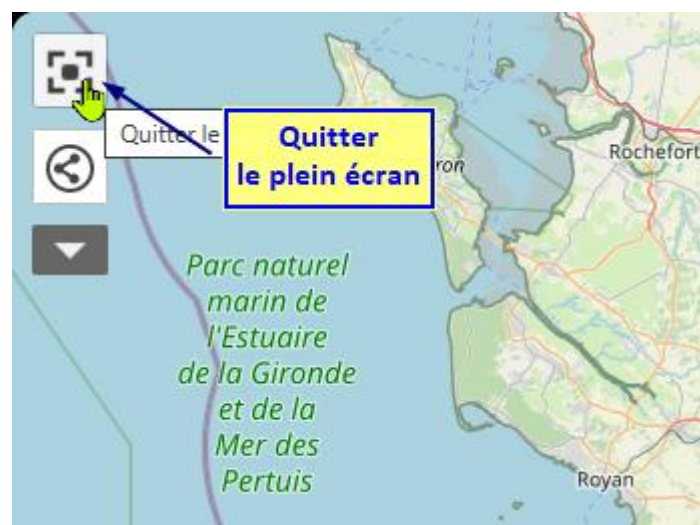 Quitter le
Quitter
le plein écran
ron
Rochefort
Parc naturel
marin de
l'Estuaire
de la Gironde
et de la
Mer des
Pertuis
Royan